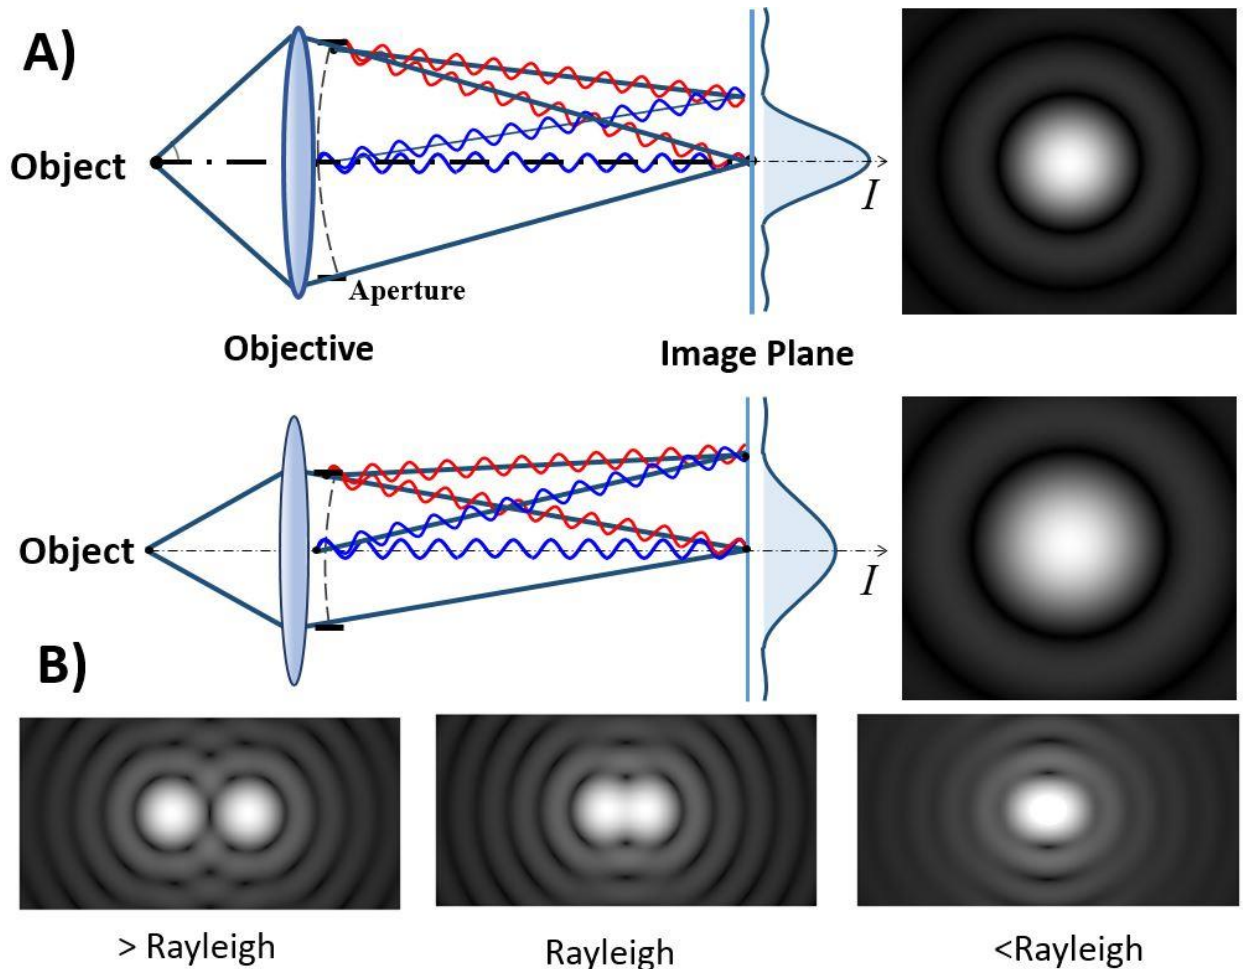 A)
Object
I
Aperture
Objective
Image Plane
Object
I
B)
> Rayleigh
Rayleigh
<Rayleigh